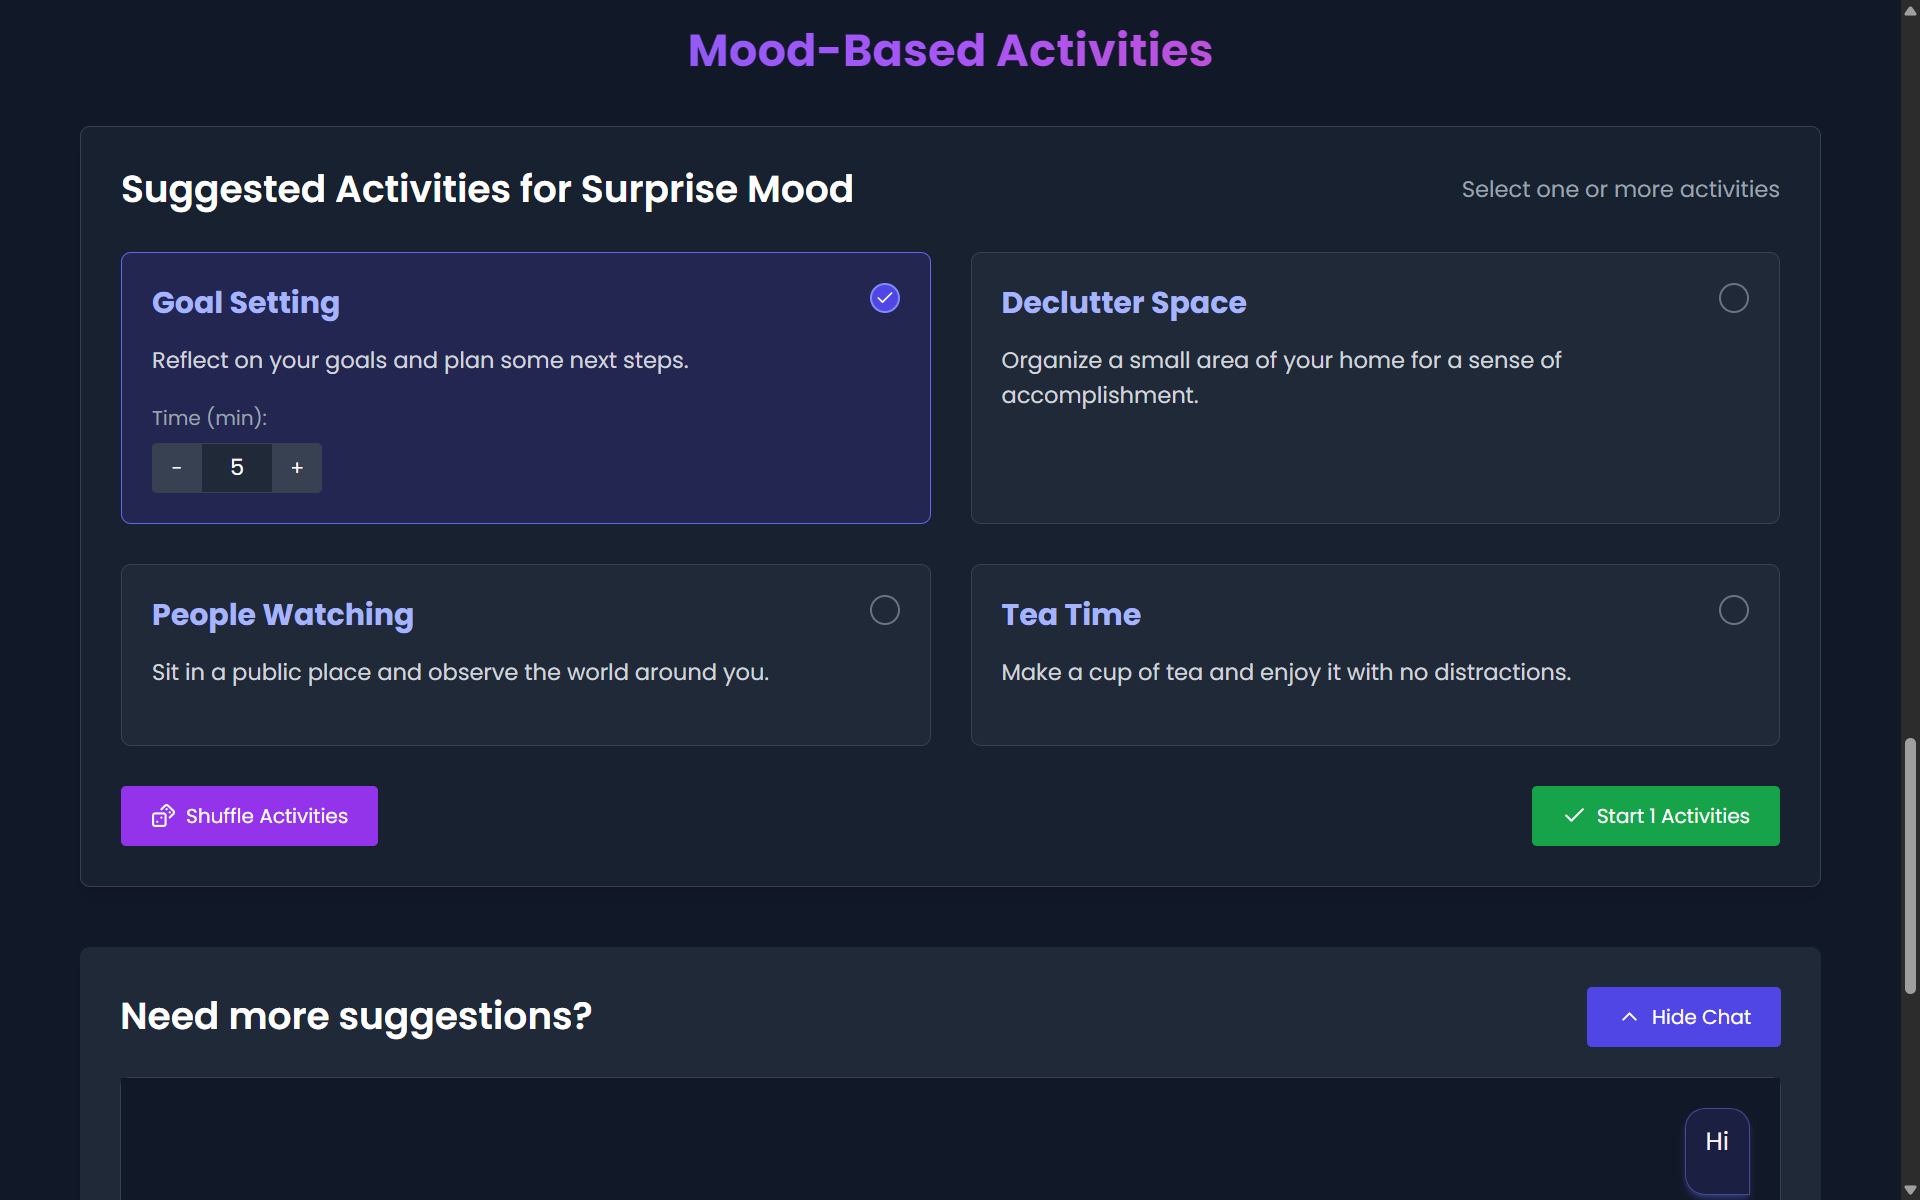 Mood-Based Activities
Suggested Activities for Surprise Mood
Select one or more activities
Goal Setting
Reflect on your goals and plan some next steps.
Time (min):
- 5 +
Declutter Space
Organize a small area of your home for a sense of
accomplishment.
People Watching
Sit in a public place and observe the world around you.
Tea Time
Make a cup of tea and enjoy it with no distractions.
Shuffle Activities
Start 1 Activities
Need more suggestions?
Hide Chat
Hi